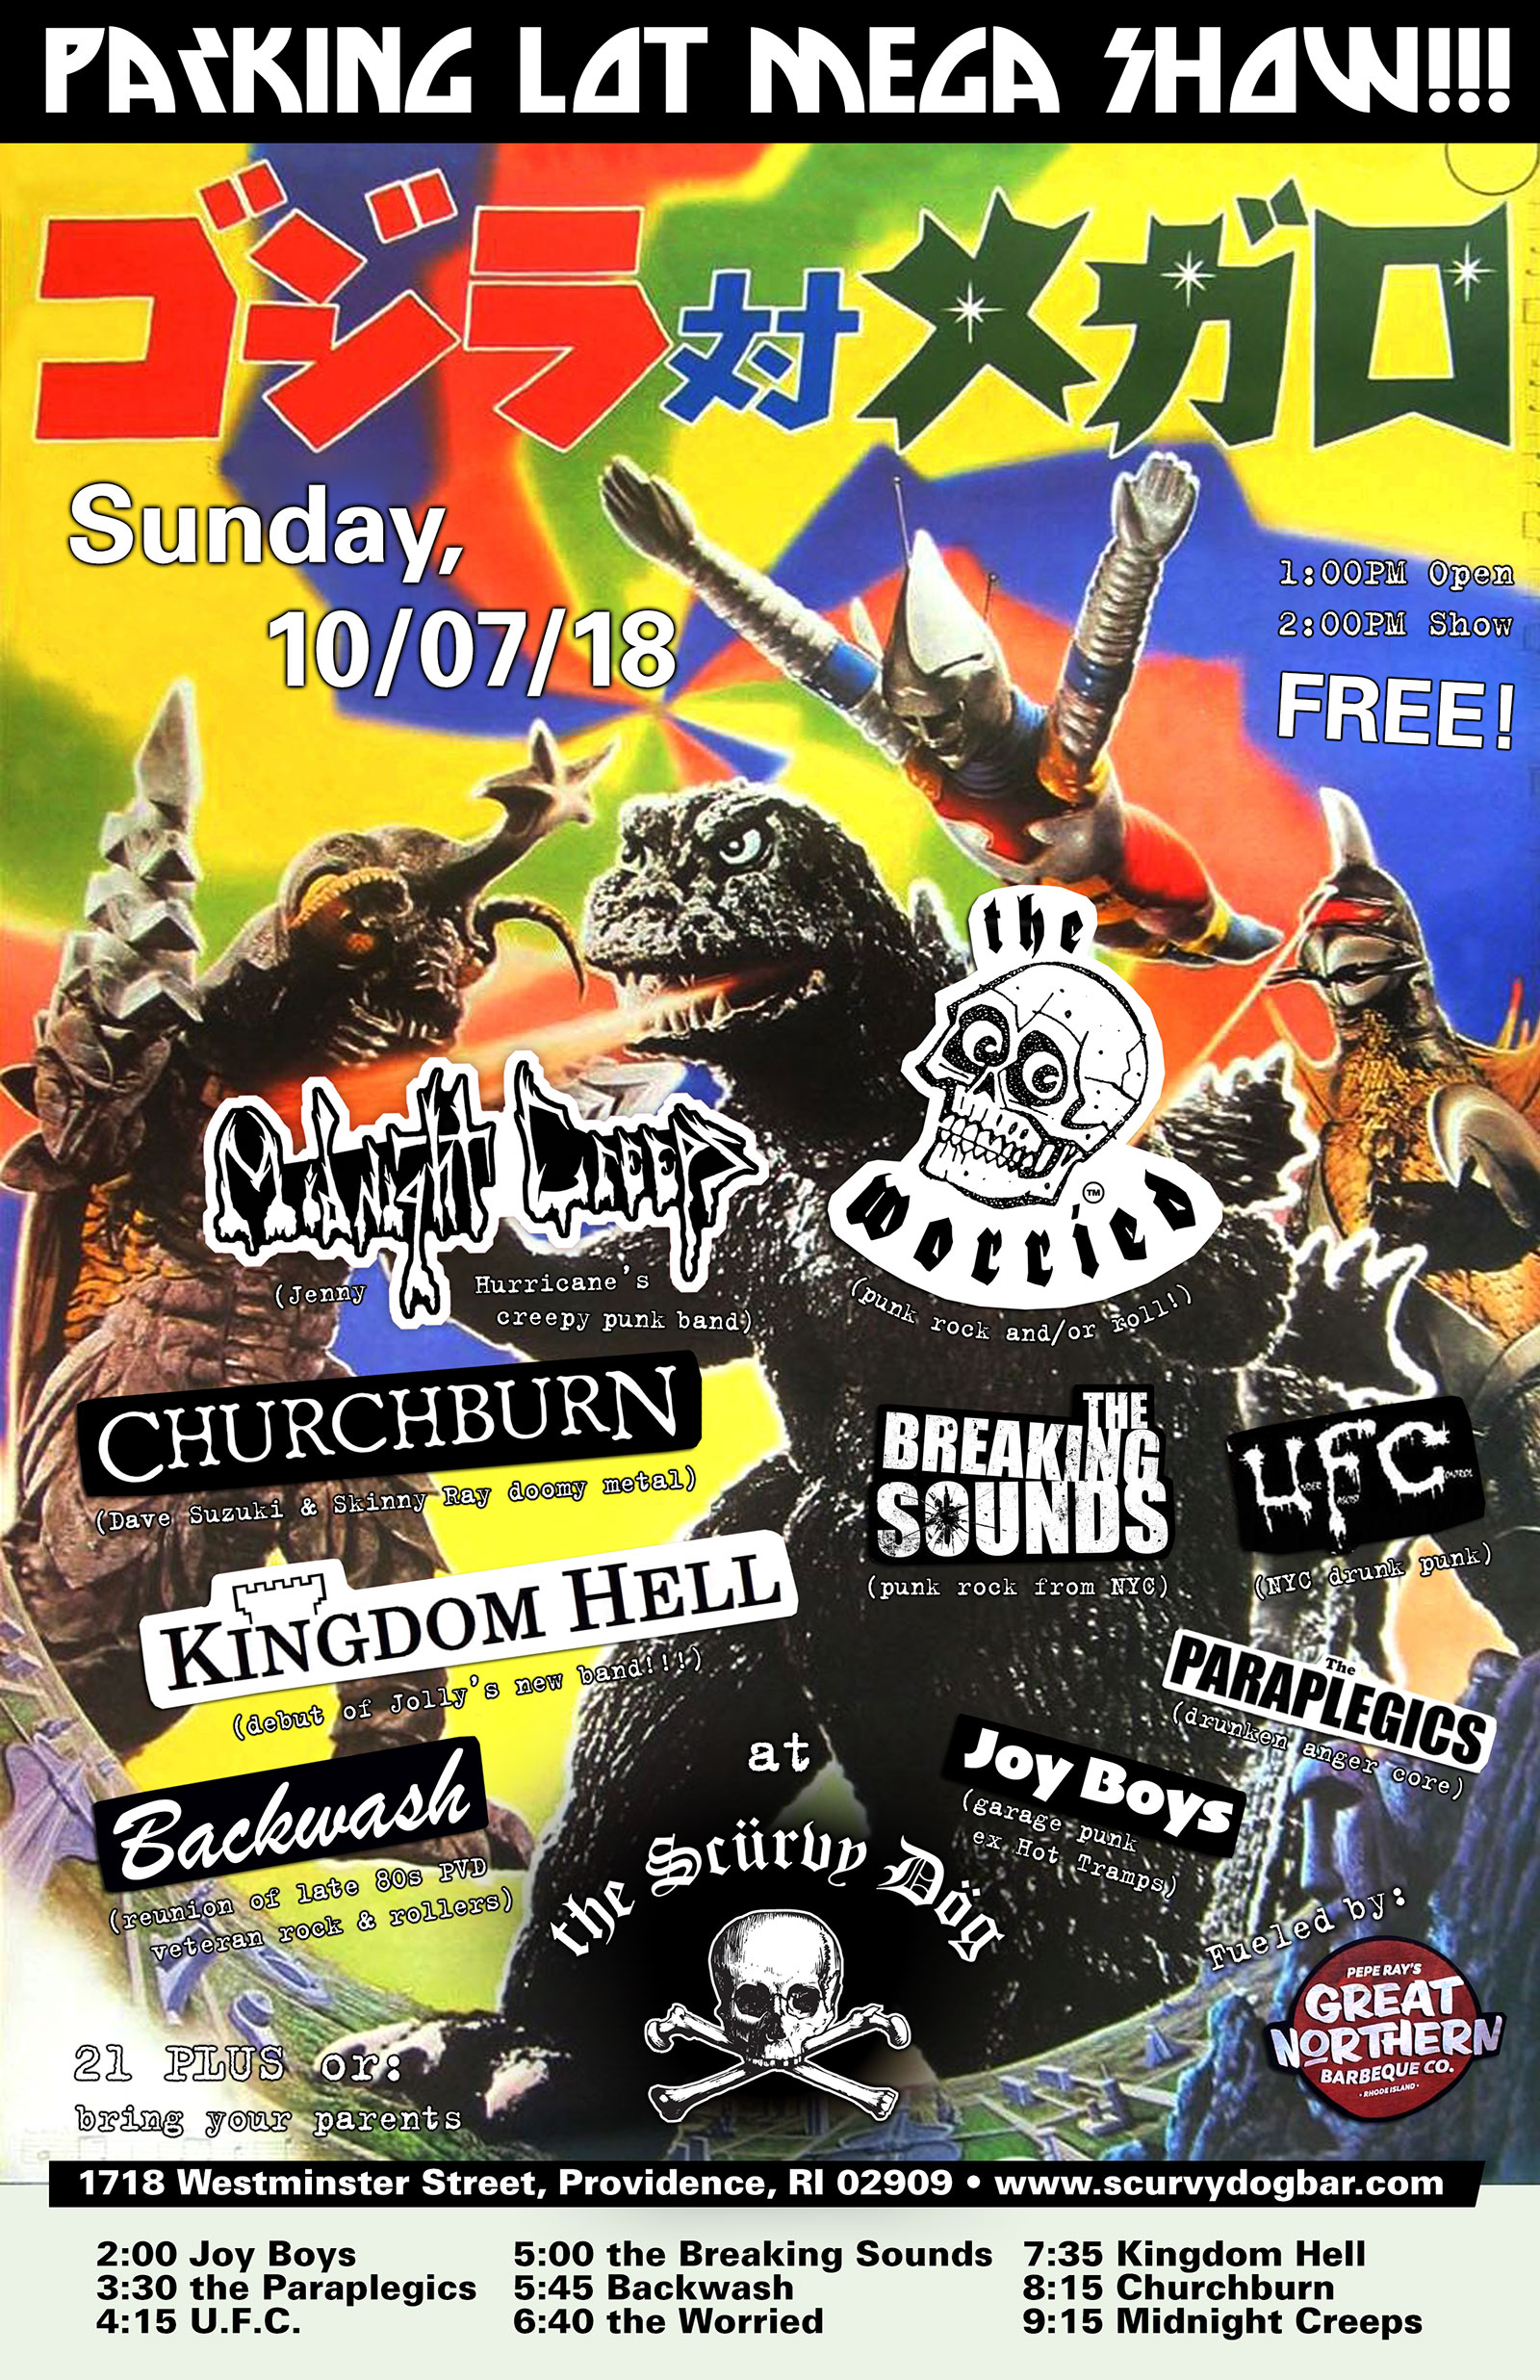 PARKING LOT MEGA SHOW!!!
ゴジラ対メガロ
Sunday,
10/07/18
1:00PM Open
2:00PM Show
FREE!
Midnight Creeps
(Jenny Hurricane's
creepy punk band)
the
Worried
TM
(punk rock and/or roll!)
CHURCHBURN
(Dave Suzuki & Skinny Ray doomy metal)
THE
BREAKING
SOUNDS
(punk rock from NYC)
UFC
UNDER FASCIST CONTROL
(NYC drunk punk)
KINGDOM HELL
(debut of Jolly's new band!!!)
The
PARAPLEGICS
(drunken anger core)
Backwash
(reunion of late 80s PVD
veteran rock & rollers)
Joy Boys
(garage punk
ex Hot Tramps)
at
the Scürvy Dög
Fueled by:
PEPE RAY'S
GREAT
NORTHERN
BARBEQUE CO.
• RHODE ISLAND •
21 PLUS or:
bring your parents
1718 Westminster Street, Providence, RI 02909 • www.scurvydogbar.com
2:00 Joy Boys
3:30 the Paraplegics
4:15 U.F.C.
5:00 the Breaking Sounds
5:45 Backwash
6:40 the Worried
7:35 Kingdom Hell
8:15 Churchburn
9:15 Midnight Creeps